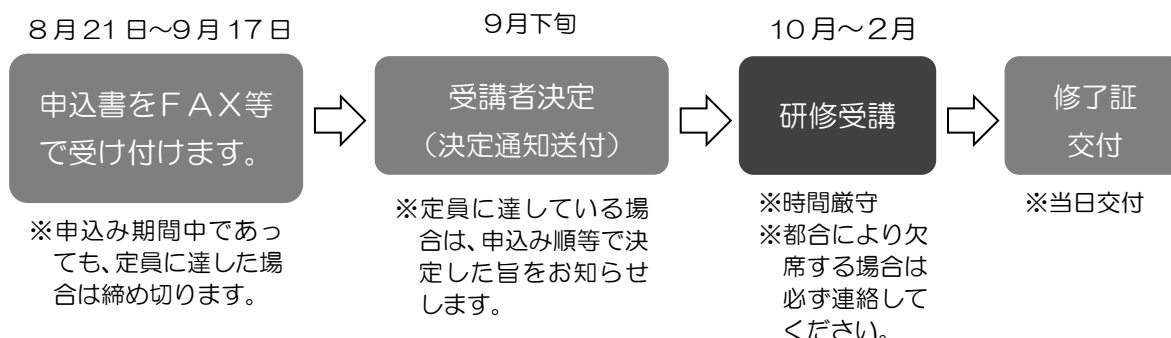 8月21日～9月17日
申込書をＦＡＸ等
で受け付けます。
※申込み期間中であっ
ても、定員に達した場
合は締め切ります。
9月下旬
受講者決定
（決定通知送付）
※定員に達している場
合は、申込み順等で決
定した旨をお知らせ
します。
10月～2月
研修受講
※時間厳守
※都合により欠
席する場合は
必ず連絡して
ください。
修了証
交付
※当日交付